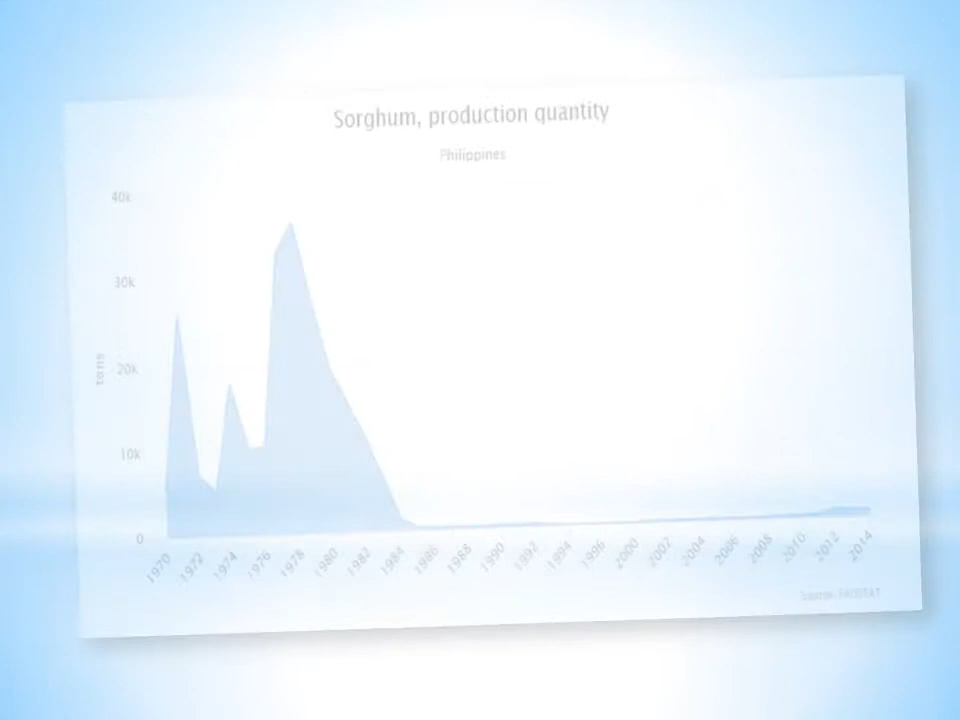 Sorghum, production quantity
Philippines
40k
30k
20k
10k
0
tons
1970 1972 1974 1976 1978 1980 1982 1984 1986 1988 1990 1992 1994 1996 2000 2002 2004 2006 2008 2010 2012 2014
Source: FAOSTAT